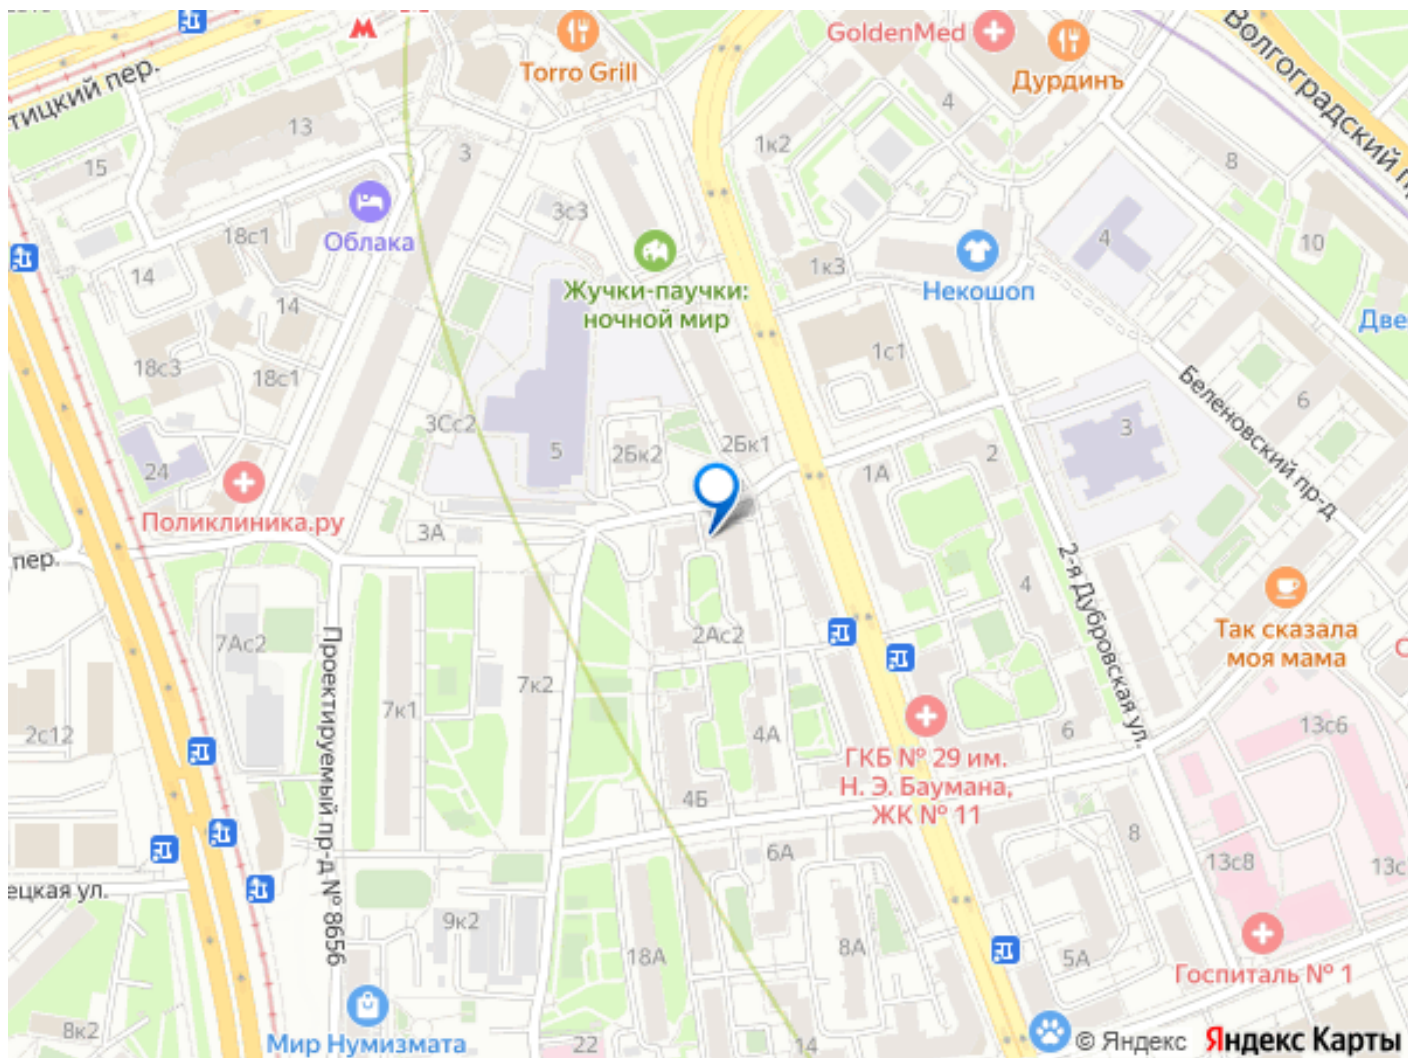 GoldenMed
Torro Grill
Дурдинъ
Волгоградский
тицкий пер.
13
15
3
1к2
4
8
3с3
Облака
18с1
14
Жучки-паучки:
ночной мир
1к3
Некошоп
4
10
14
Две
18с3
18с1
1с1
Беленовский пр-д
6
3Сс2
5
2Бк2
2Бк1
1А
2
3
24
Поликлиника.ру
3А
пер.
2-я Дубровская ул.
4
Так сказала
моя мама
7Ас2
Проектируемый пр-д № 8656
2Ас2
7к2
7к1
2с12
4А
6
13с6
ГКБ № 29 им.
Н. Э. Баумана,
ЖК № 11
4Б
6А
8
13с8
13с
ецкая ул.
9к2
18А
8А
5А
Госпиталь № 1
8к2
Мир Нумизмата
22
14
© Яндекс Яндекс Карты